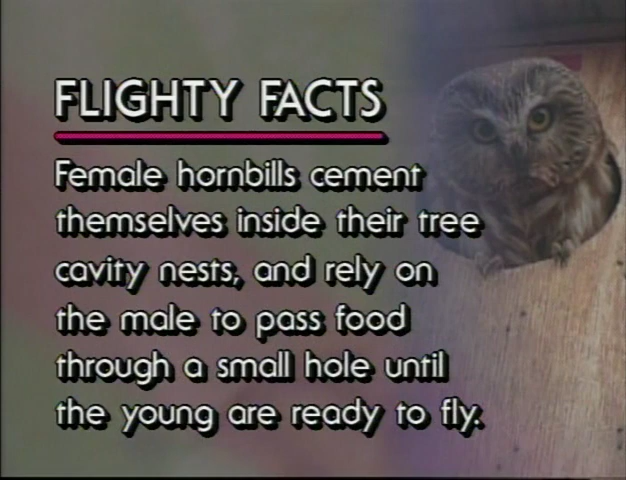 FLIGHTY FACTS
Female hornbills cement
themselves inside their tree
cavity nests, and rely on
the male to pass food
through a small hole until
the young are ready to fly.